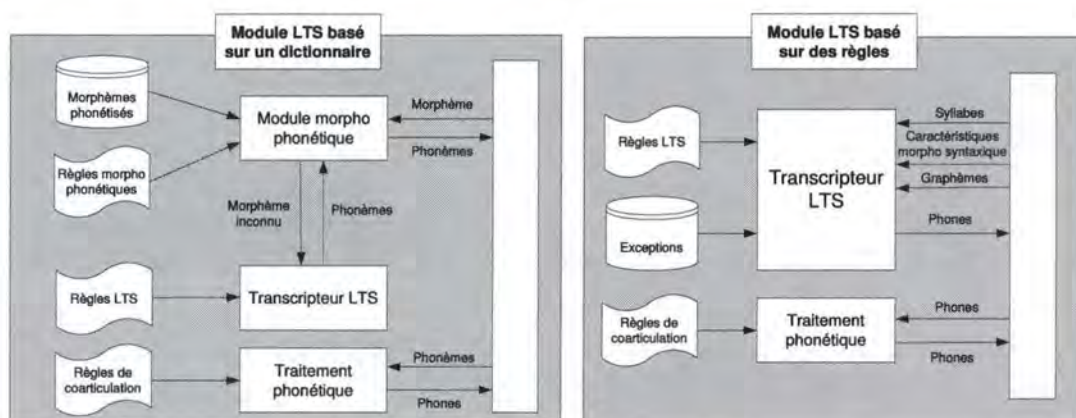 Module LTS basé
sur un dictionnaire
Morphèmes
phonétisés
Règles morpho
phonétiques
Module morpho
phonétique
Morphème
Phonèmes
Morphème
inconnu
Phonèmes
Règles LTS
Transcripteur LTS
Règles de
coarticulation
Traitement
phonétique
Phonèmes
Phones
Module LTS basé
sur des règles
Règles LTS
Exceptions
Transcripteur
LTS
Syllabes
Caractéristiques
morpho syntaxique
Graphèmes
Phones
Règles de
coarticulation
Traitement
phonétique
Phones
Phones